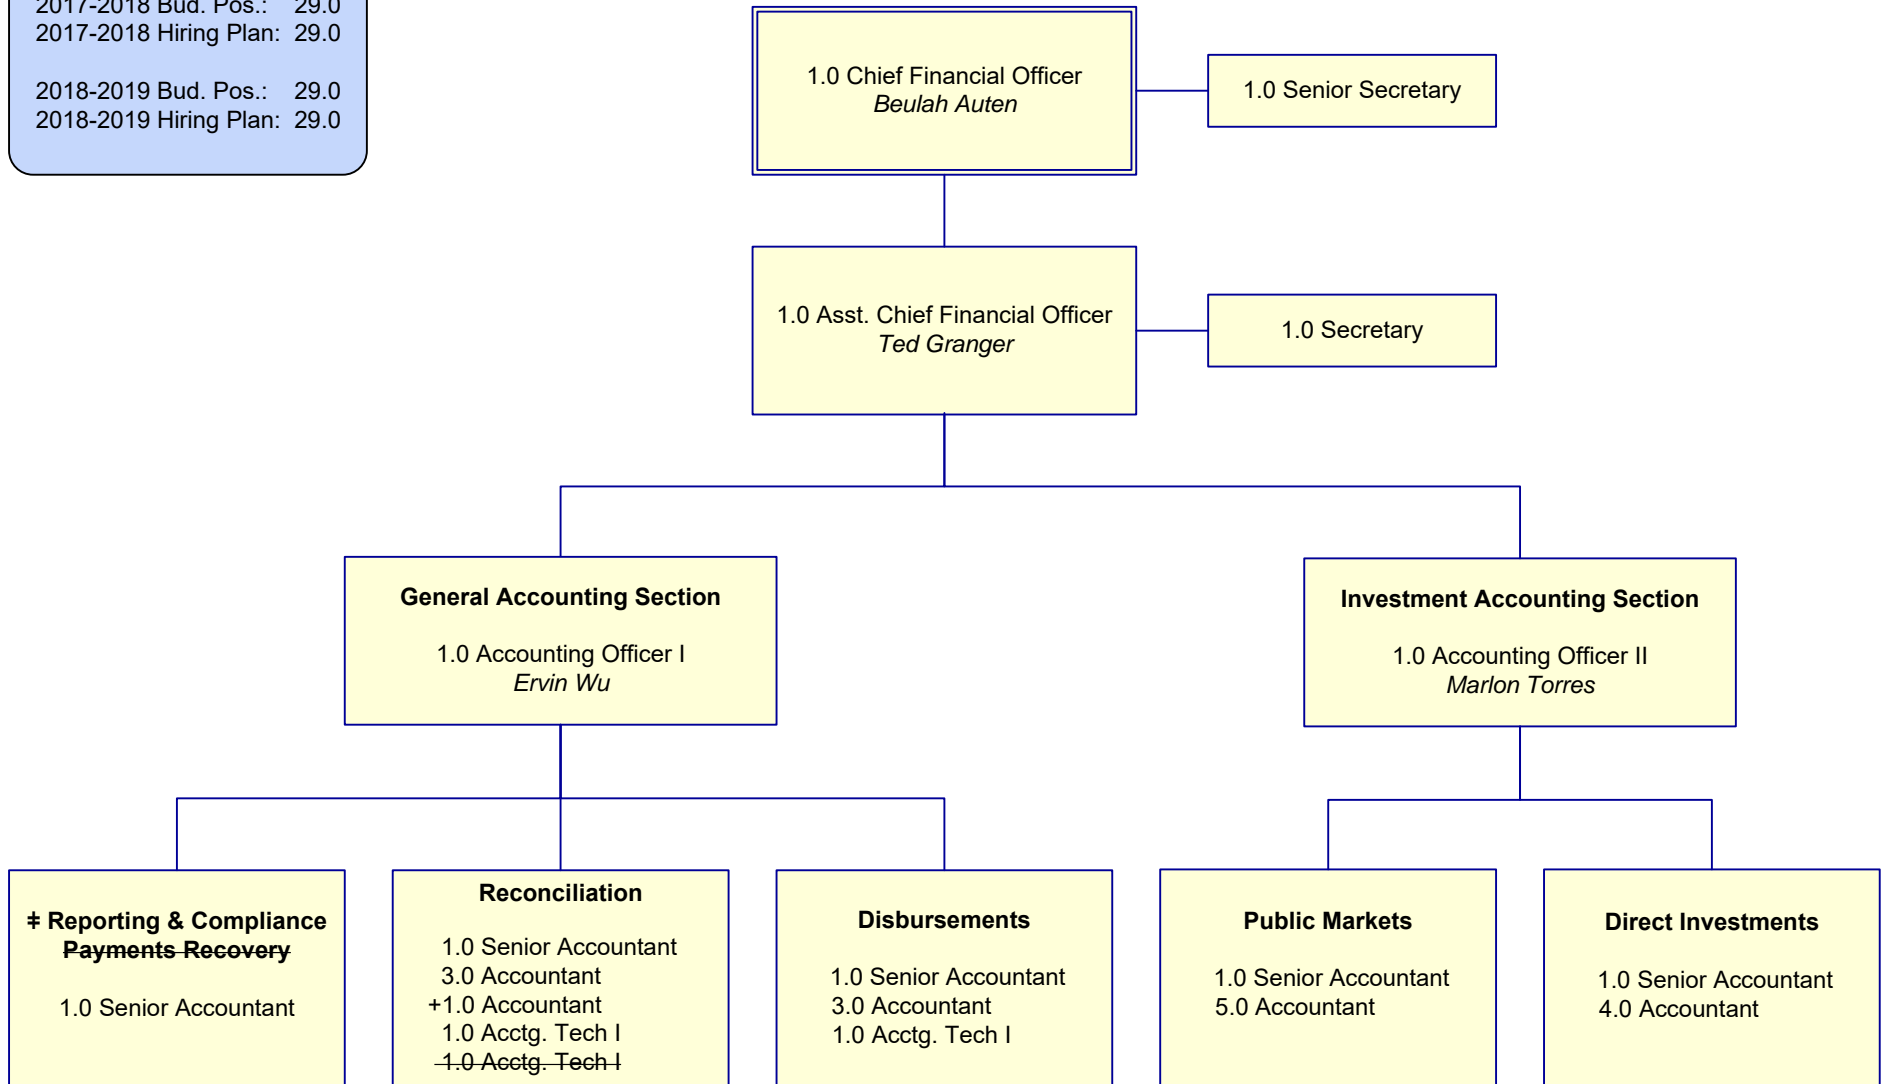 2017-2018 Bud. Pos.: 29.0
2017-2018 Hiring Plan: 29.0
2018-2019 Bud. Pos.: 29.0
2018-2019 Hiring Plan: 29.0
1.0 Chief Financial Officer
Beulah Auten
1.0 Senior Secretary
1.0 Asst. Chief Financial Officer
Ted Granger
1.0 Secretary
General Accounting Section
1.0 Accounting Officer I
Ervin Wu
Investment Accounting Section
1.0 Accounting Officer II
Marlon Torres
ǂ Reporting & Compliance
Payments Recovery
1.0 Senior Accountant
Reconciliation
1.0 Senior Accountant
3.0 Accountant
+1.0 Accountant
1.0 Acctg. Tech I
1.0 Acctg. Tech I
Disbursements
1.0 Senior Accountant
3.0 Accountant
1.0 Acctg. Tech I
Public Markets
1.0 Senior Accountant
5.0 Accountant
Direct Investments
1.0 Senior Accountant
4.0 Accountant